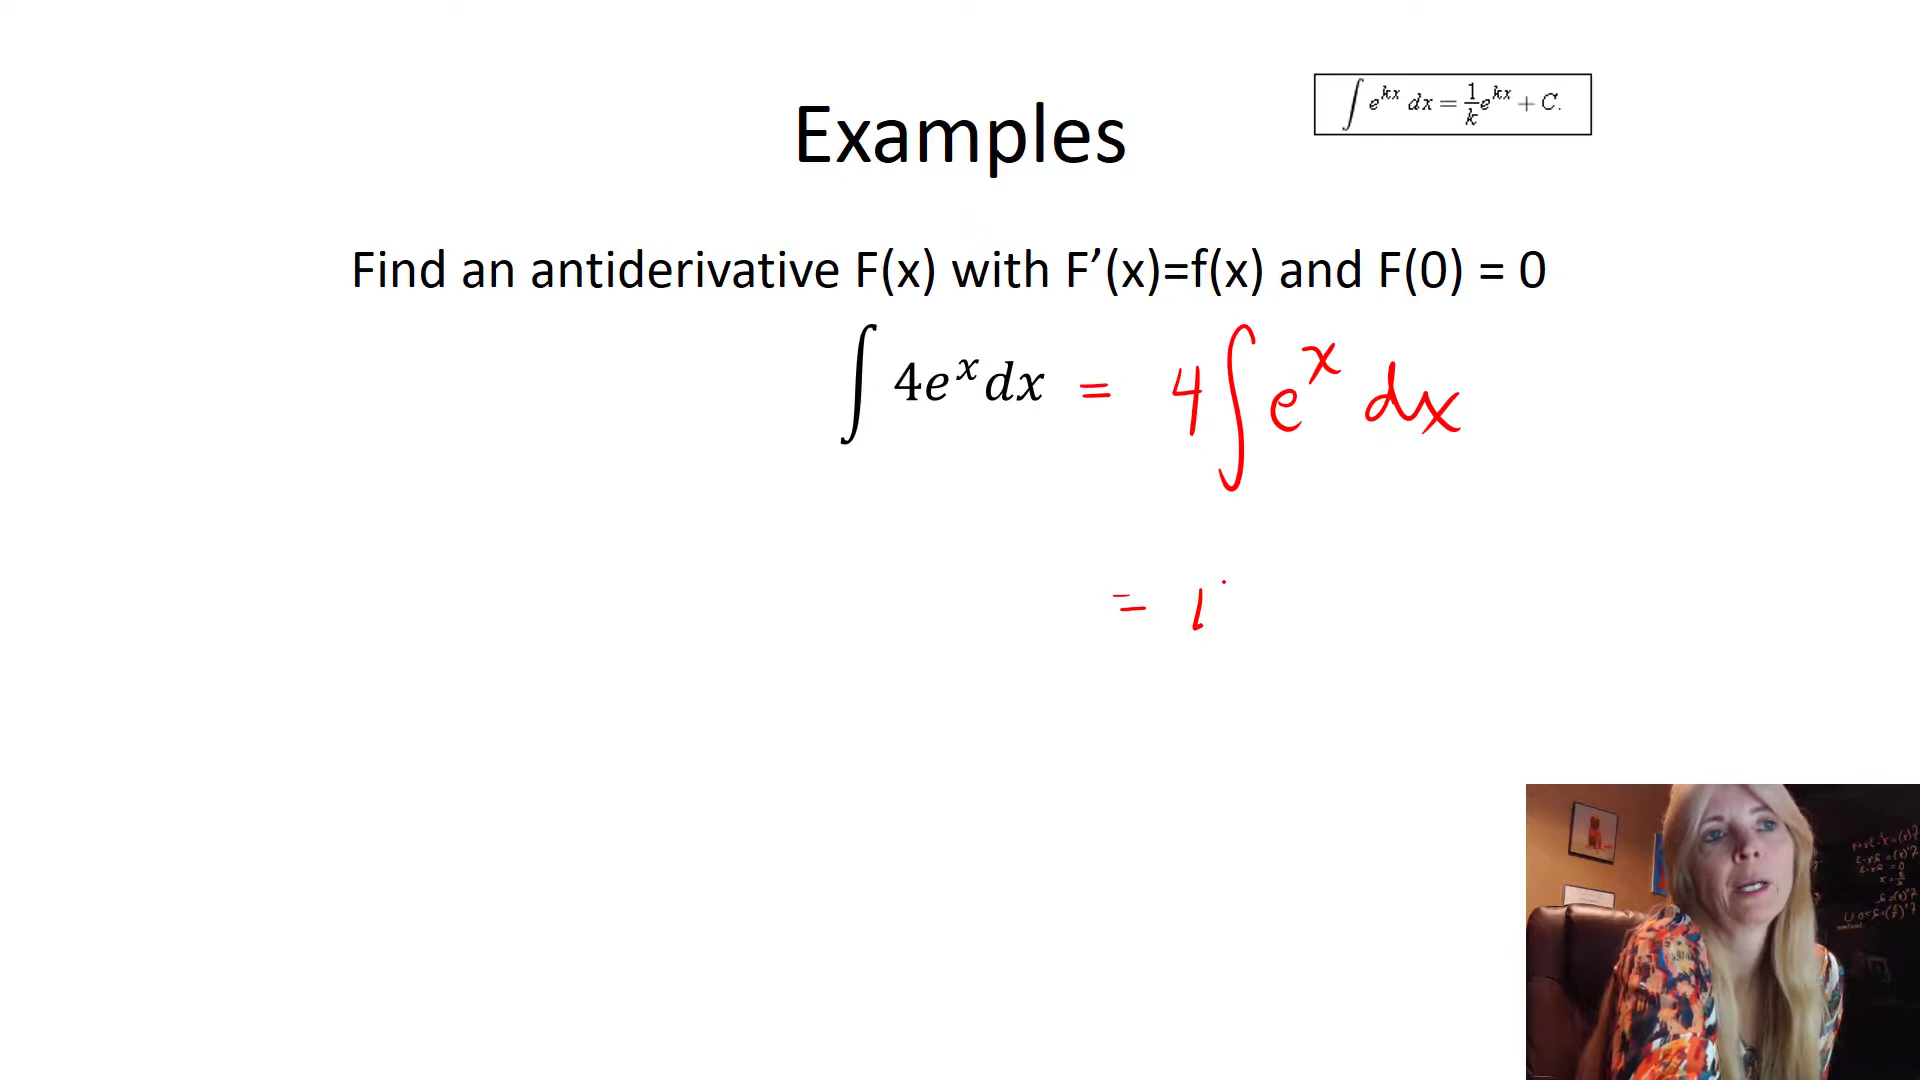 Examples
∫ e^{kx} dx = 1/k e^{kx} + C.
Find an antiderivative F(x) with F’(x)=f(x) and F(0) = 0
∫ 4e^x dx = 4 ∫ e^x dx
=